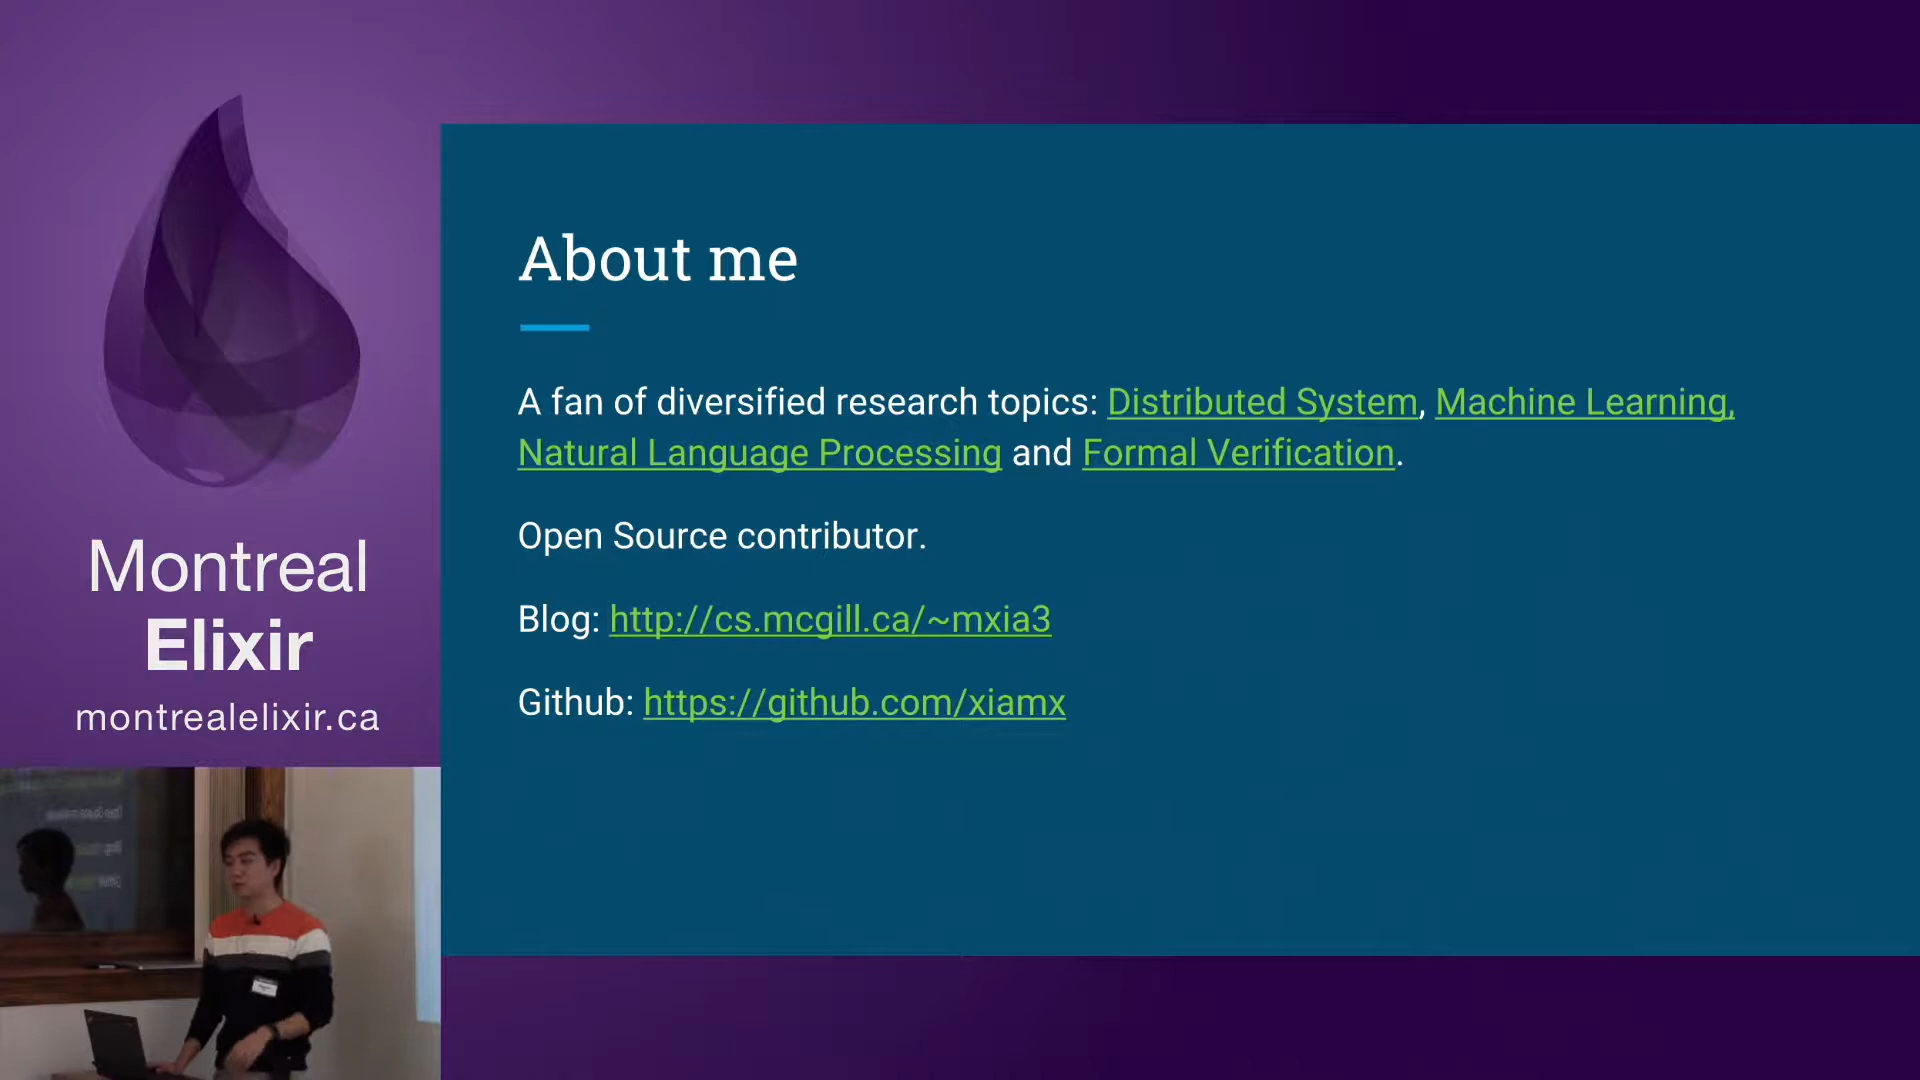 Montreal
Elixir
montrealelixir.ca
About me
A fan of diversified research topics: Distributed System, Machine Learning,
Natural Language Processing and Formal Verification.
Open Source contributor.
Blog: http://cs.mcgill.ca/~mxia3
Github: https://github.com/xiamx